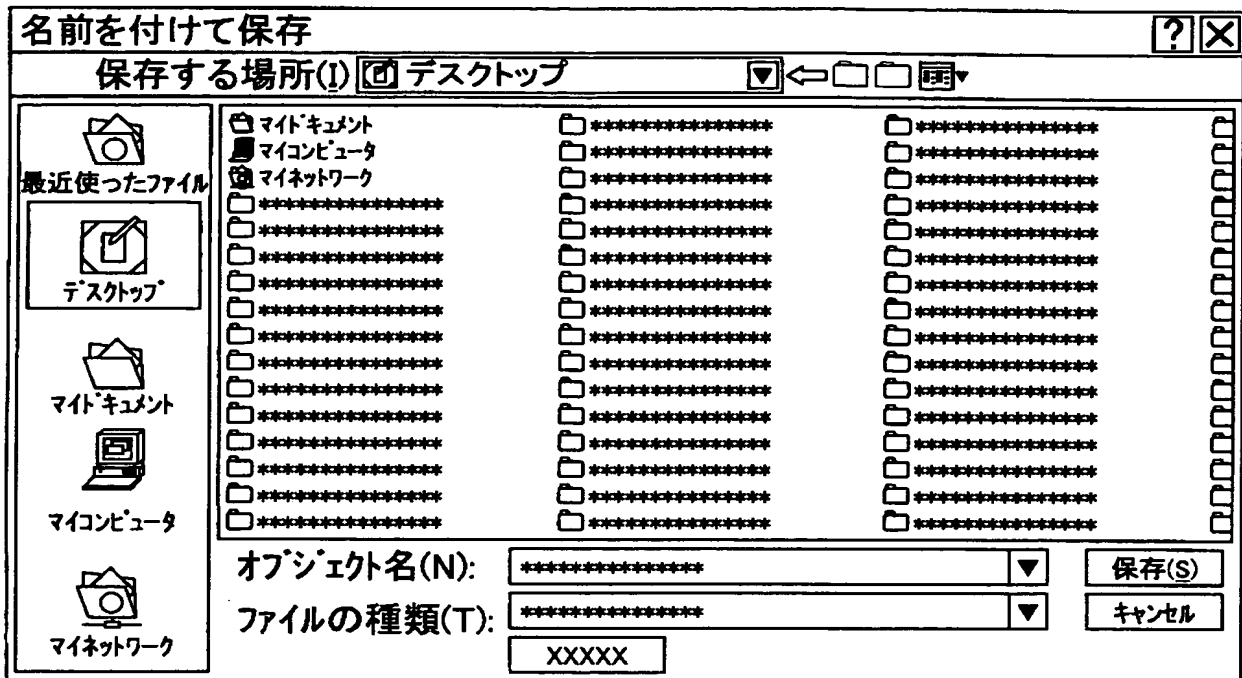 名前を付けて保存
? X
保存する場所(I) デスクトップ
最近使ったファイル
デスクトップ
マイドキュメント
マイコンピュータ
マイネットワーク
マイドキュメント *************** ***************
マイコンピュータ *************** ***************
マイネットワーク *************** ***************
*************** *************** ***************
*************** *************** ***************
*************** *************** ***************
*************** *************** ***************
*************** *************** ***************
*************** *************** ***************
*************** *************** ***************
*************** *************** ***************
*************** *************** ***************
*************** *************** ***************
*************** *************** ***************
*************** *************** ***************
*************** *************** ***************
オブジェクト名(N): *************** 保存(S)
ファイルの種類(T): *************** キャンセル
XXXXX